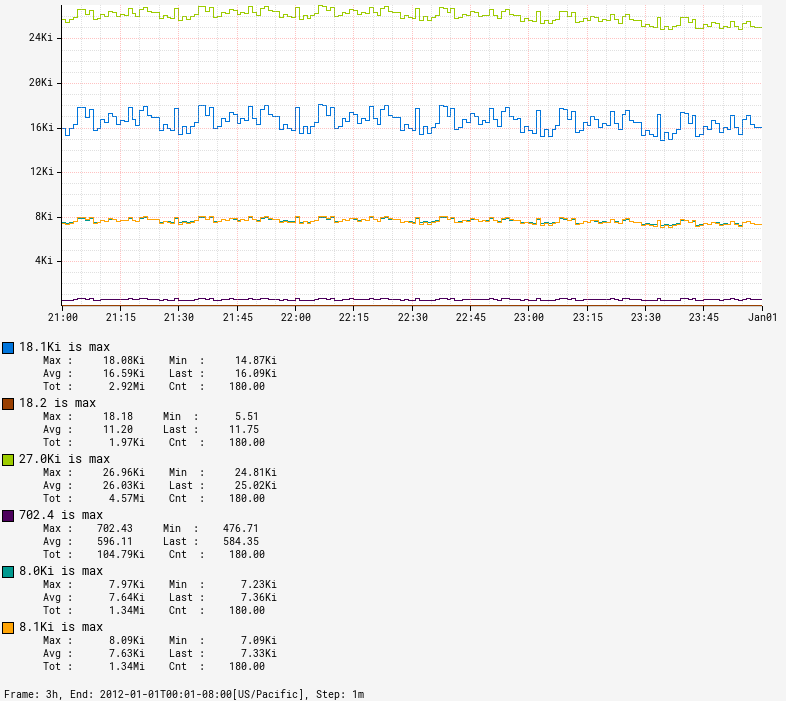 24Ki
20Ki
16Ki
12Ki
8Ki
4Ki
21:00 21:15 21:30 21:45 22:00 22:15 22:30 22:45 23:00 23:15 23:30 23:45 Jan01
18.1Ki is max
Max : 18.08Ki Min : 14.87Ki
Avg : 16.59Ki Last : 16.09Ki
Tot : 2.92Mi Cnt : 180.00
18.2 is max
Max : 18.18 Min : 5.51
Avg : 11.20 Last : 11.75
Tot : 1.97Ki Cnt : 180.00
27.0Ki is max
Max : 26.96Ki Min : 24.81Ki
Avg : 26.03Ki Last : 25.02Ki
Tot : 4.57Mi Cnt : 180.00
702.4 is max
Max : 702.43 Min : 476.71
Avg : 596.11 Last : 584.35
Tot : 104.79Ki Cnt : 180.00
8.0Ki is max
Max : 7.97Ki Min : 7.23Ki
Avg : 7.64Ki Last : 7.36Ki
Tot : 1.34Mi Cnt : 180.00
8.1Ki is max
Max : 8.09Ki Min : 7.09Ki
Avg : 7.63Ki Last : 7.33Ki
Tot : 1.34Mi Cnt : 180.00
Frame: 3h, End: 2012-01-01T00:01-08:00[US/Pacific], Step: 1m